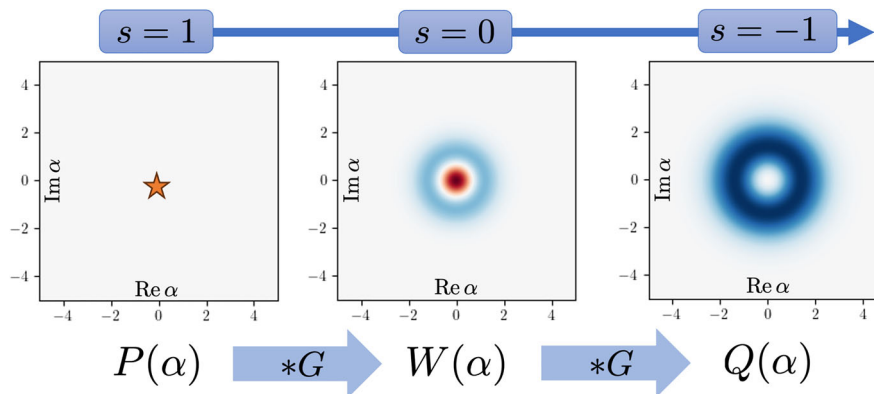 s = 1 s = 0 s = −1
4 4 4
2 2 2
0 0 0
−2 −2 −2
−4 −4 −4
Im α Im α Im α
Re α Re α Re α
−4 −2 0 2 4 −4 −2 0 2 4 −4 −2 0 2 4
P(α) *G W(α) *G Q(α)